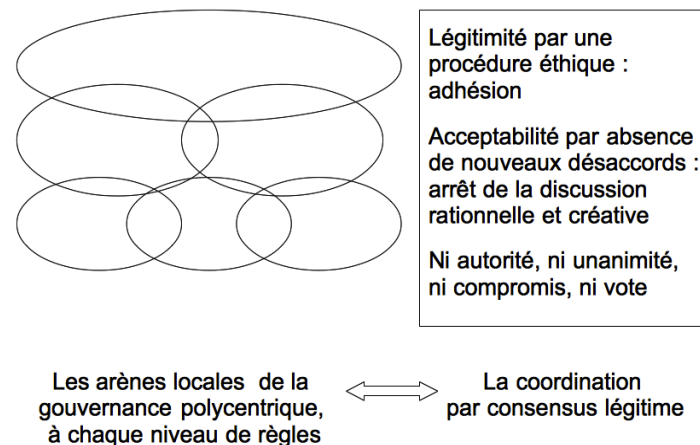 Légitimité par une
procédure éthique :
adhésion
Acceptabilité par absence
de nouveaux désaccords :
arrêt de la discussion
rationnelle et créative
Ni autorité, ni unanimité,
ni compromis, ni vote
Les arènes locales de la
gouvernance polycentrique,
à chaque niveau de règles
La coordination
par consensus légitime